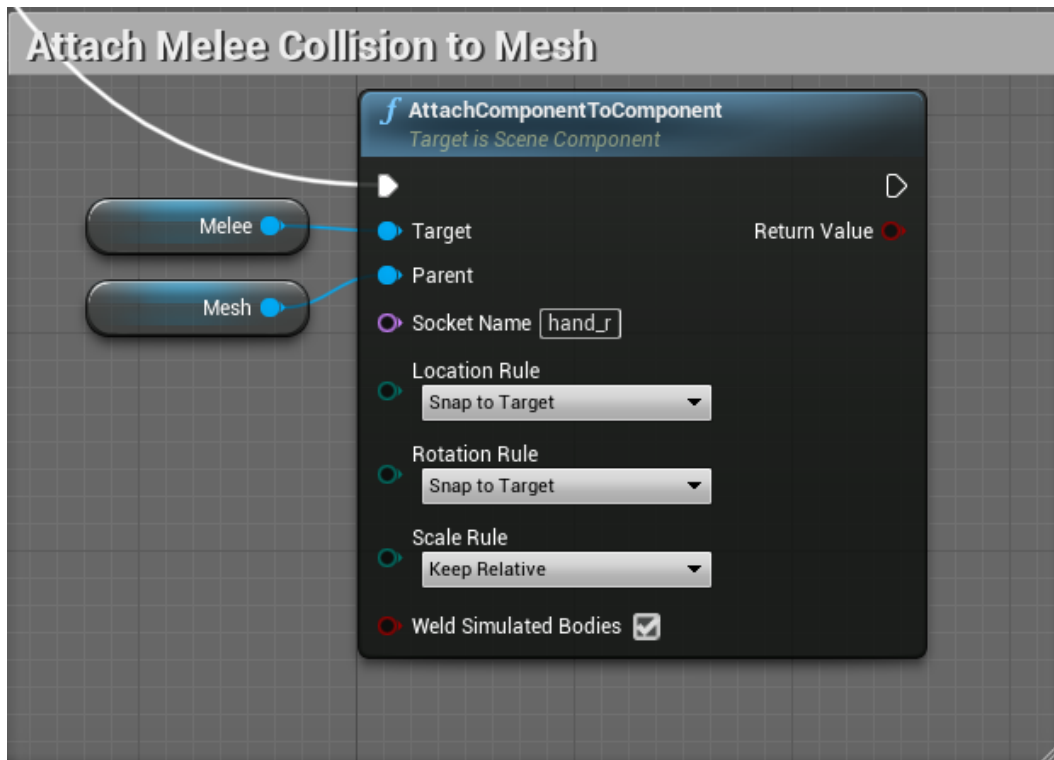 Attach Melee Collision to Mesh
f AttachComponentToComponent
Target is Scene Component
Melee
Target
Return Value
Parent
Mesh
Socket Name hand_r
Location Rule
Snap to Target
Rotation Rule
Snap to Target
Scale Rule
Keep Relative
Weld Simulated Bodies